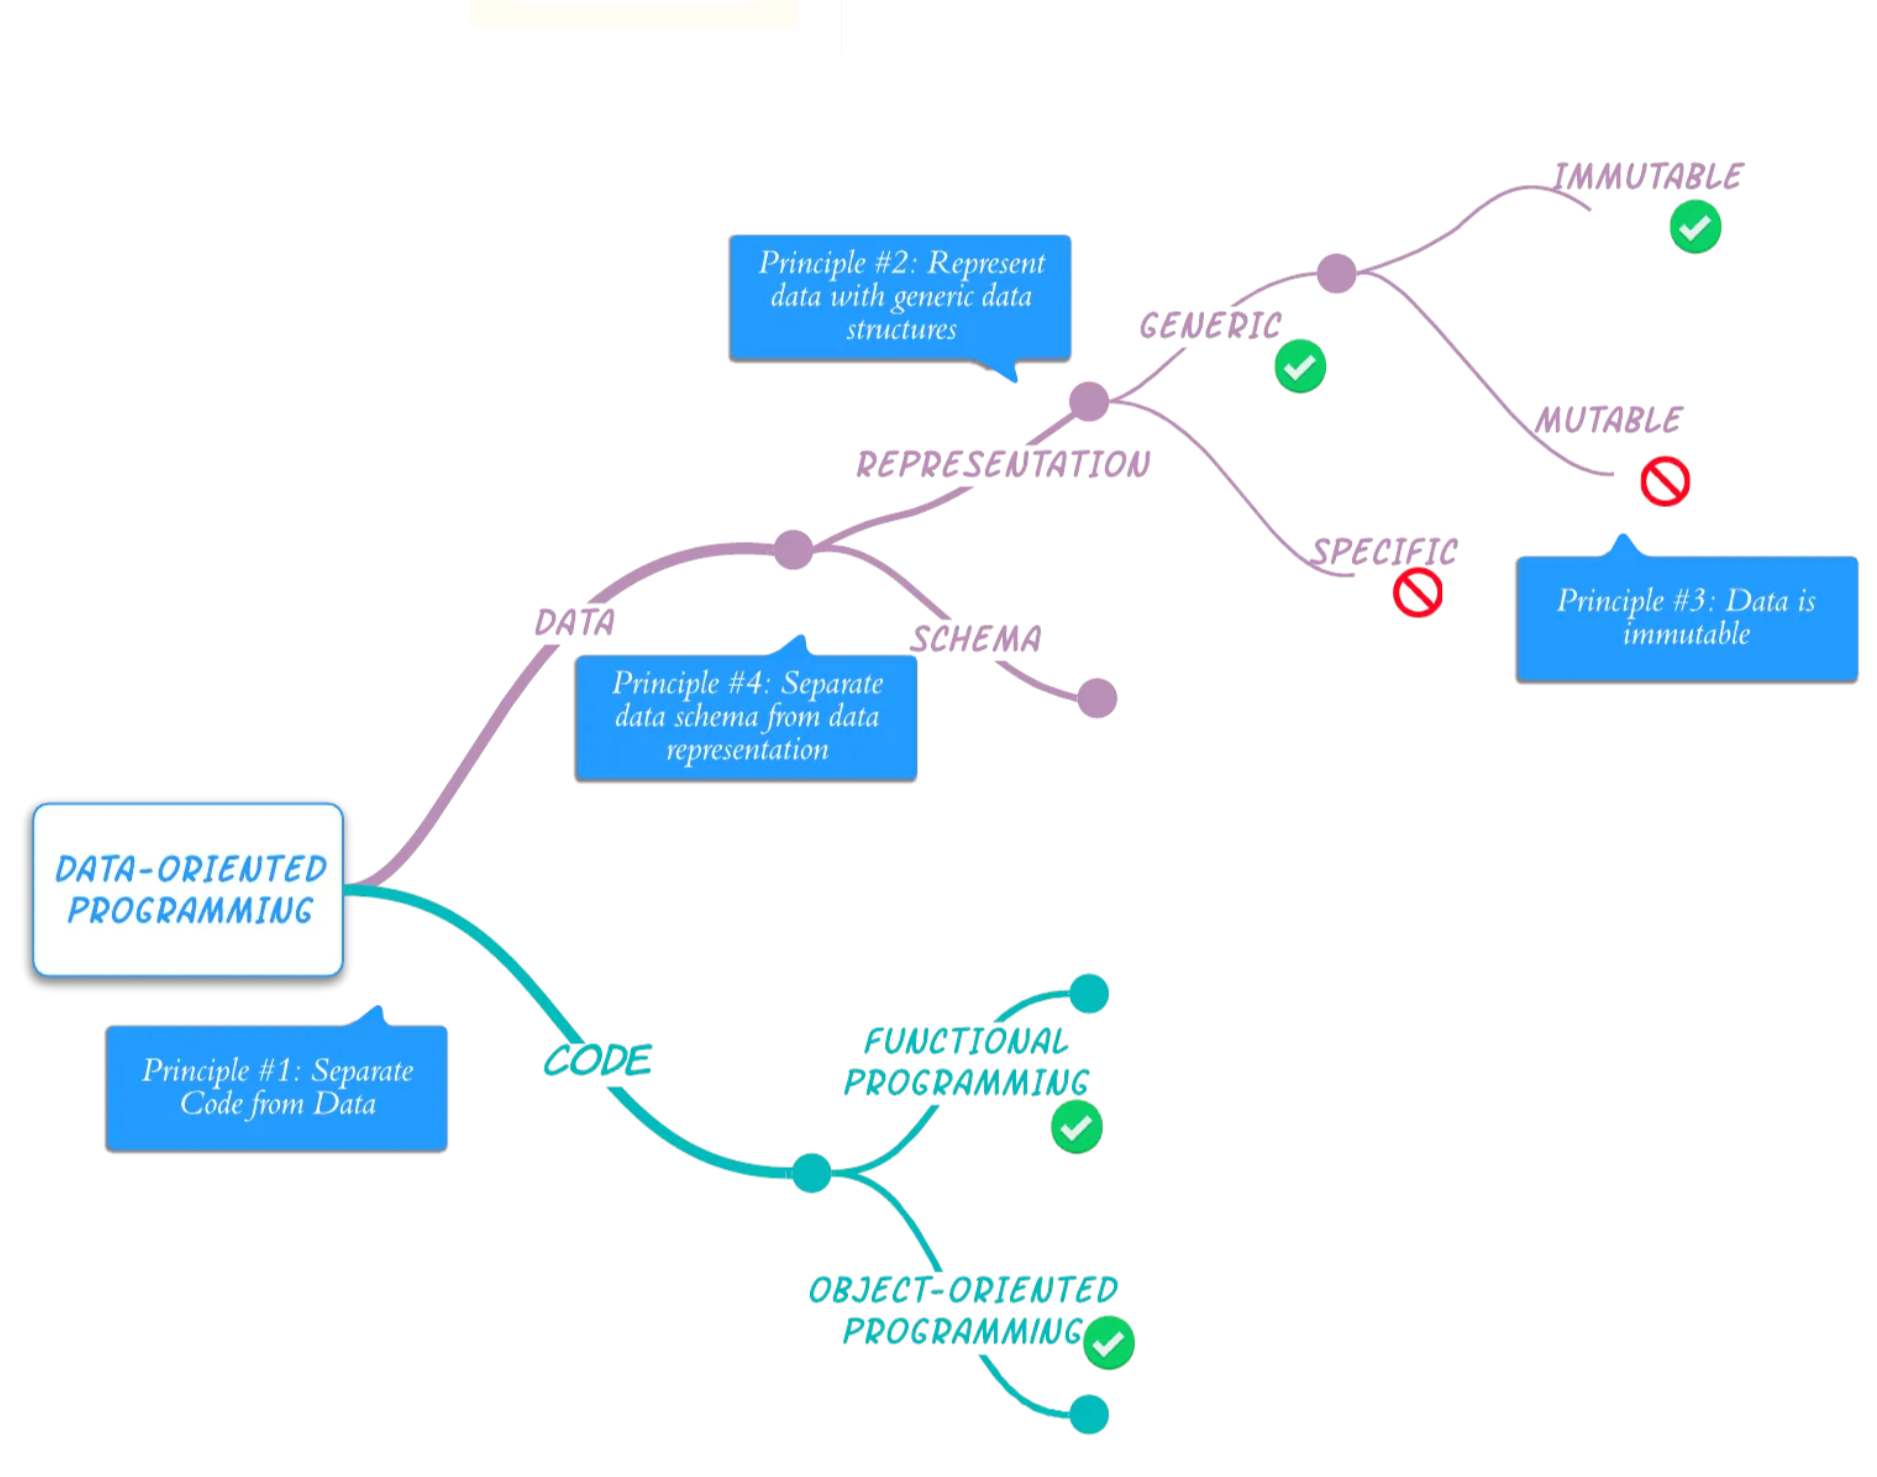 IMMUTABLE
Principle #2: Represent
data with generic data
structures
GENERIC
MUTABLE
REPRESENTATION
SPECIFIC
Principle #3: Data is
immutable
DATA
SCHEMA
Principle #4: Separate
data schema from data
representation
DATA-ORIENTED
PROGRAMMING
Principle #1: Separate
Code from Data
CODE
FUNCTIONAL
PROGRAMMING
OBJECT-ORIENTED
PROGRAMMING